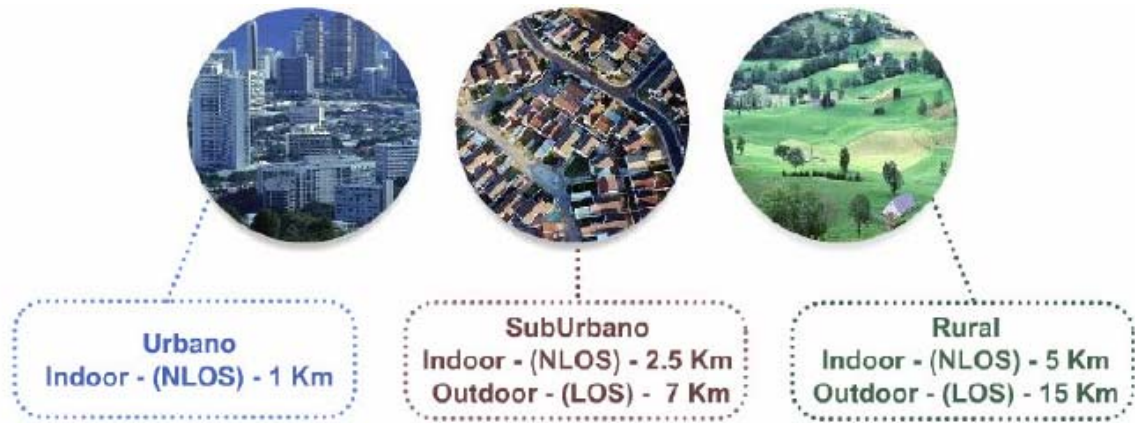 Urbano
Indoor - (NLOS) - 1 Km
SubUrbano
Indoor - (NLOS) - 2.5 Km
Outdoor - (LOS) - 7 Km
Rural
Indoor - (NLOS) - 5 Km
Outdoor - (LOS) - 15 Km